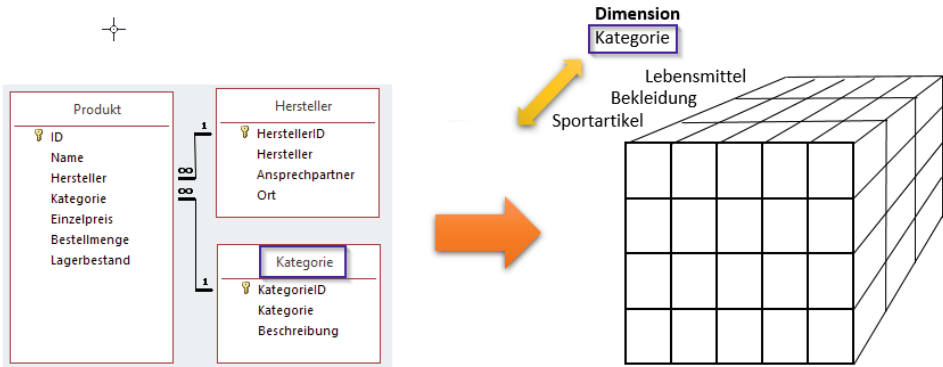 Dimension
Kategorie
Lebensmittel
Bekleidung
Sportartikel
Produkt
ID
Name
Hersteller
Kategorie
Einzelpreis
Bestellmenge
Lagerbestand
1
∞
∞
1
Hersteller
HerstellerID
Hersteller
Ansprechpartner
Ort
Kategorie
KategorieID
Kategorie
Beschreibung